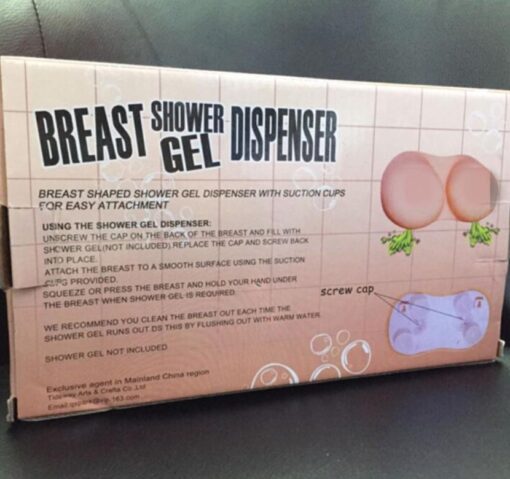 BREAST SHOWER GEL DISPENSER
BREAST SHAPED SHOWER GEL DISPENSER WITH SUCTION CUPS
FOR EASY ATTACHMENT
USING THE SHOWER GEL DISPENSER:
UNSCREW THE CAP ON THE BACK OF THE BREAST AND FILL WITH
SHOWER GEL(NOT INCLUDED).REPLACE THE CAP AND SCREW BACK
INTO PLACE.
ATTACH THE BREAST TO A SMOOTH SURFACE USING THE SUCTION
CUPS PROVIDED.
SQUEEZE OR PRESS THE BREAST AND HOLD YOUR HAND UNDER
THE BREAST WHEN SHOWER GEL IS REQUIRED.
screw cap
WE RECOMMEND YOU CLEAN THE BREAST OUT EACH TIME THE
SHOWER GEL RUNS OUT DS THIS BY FLUSHING OUT WITH WARM WATER.
SHOWER GEL NOT INCLUDED
Exclusive agent in Mainland China region
Arts & Crafts Co.,Ltd